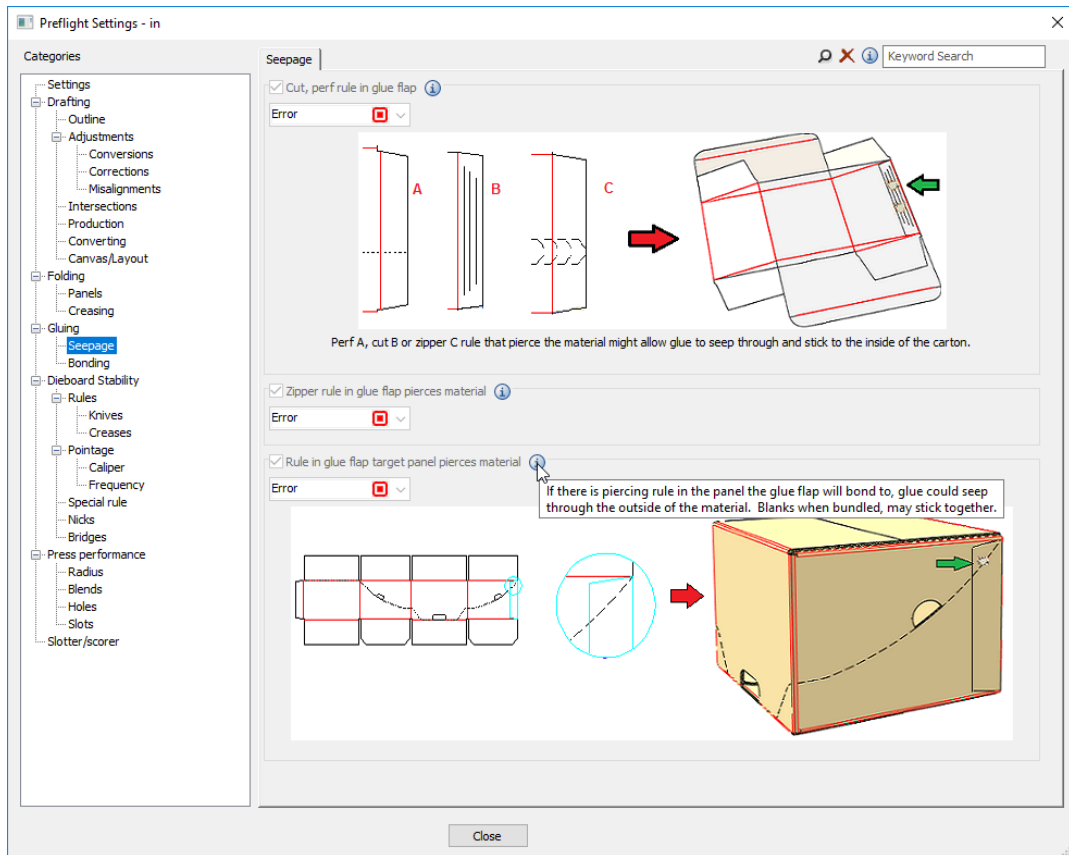 Preflight Settings - in
Categories
Settings
Drafting
Outline
Adjustments
Conversions
Corrections
Misalignments
Intersections
Production
Converting
Canvas/Layout
Folding
Panels
Creasing
Gluing
Seepage
Bonding
Dieboard Stability
Rules
Knives
Creases
Pointage
Caliper
Frequency
Special rule
Nicks
Bridges
Press performance
Radius
Blends
Holes
Slots
Slotter/scorer
Seepage
Keyword Search
Cut, perf rule in glue flap
Error
A B C
Perf A, cut B or zipper C rule that pierce the material might allow glue to seep through and stick to the inside of the carton.
Zipper rule in glue flap pierces material
Error
Rule in glue flap target panel pierces material
Error
If there is piercing rule in the panel the glue flap will bond to, glue could seep
through the outside of the material.  Blanks when bundled, may stick together.
Close